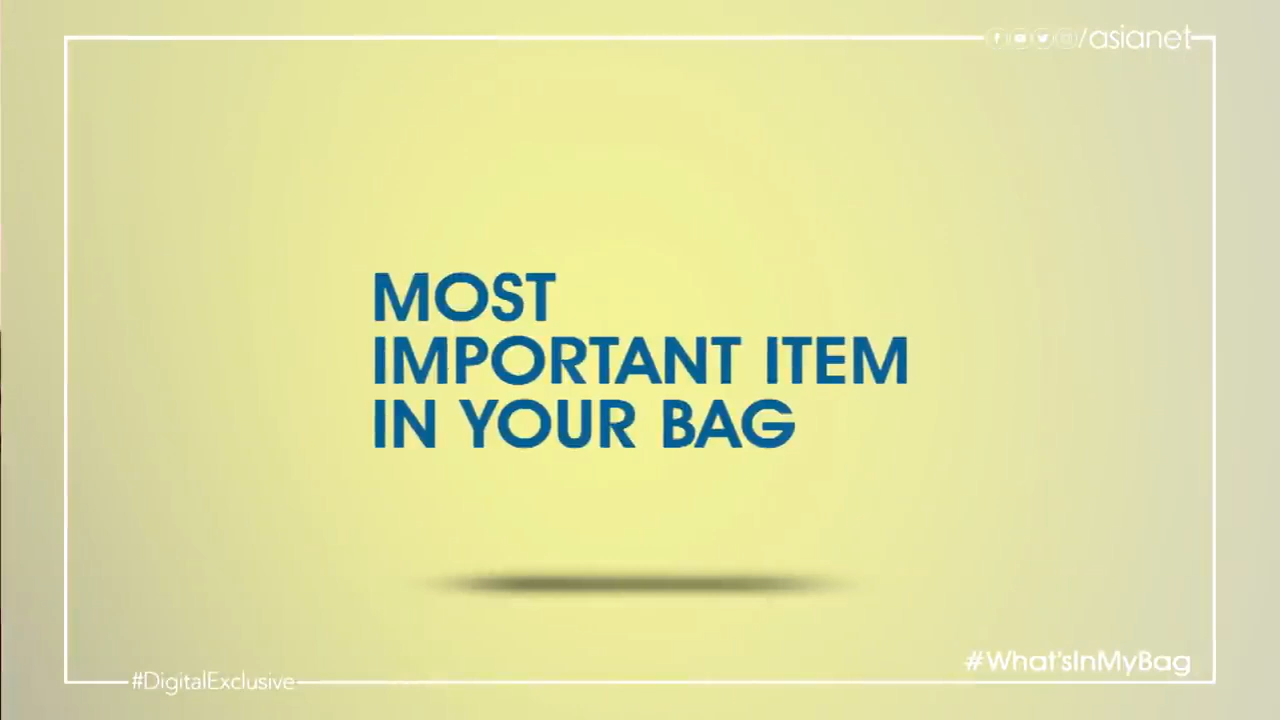 /asianet
MOST
IMPORTANT ITEM
IN YOUR BAG
#What'sInMyBag
#DigitalExclusive